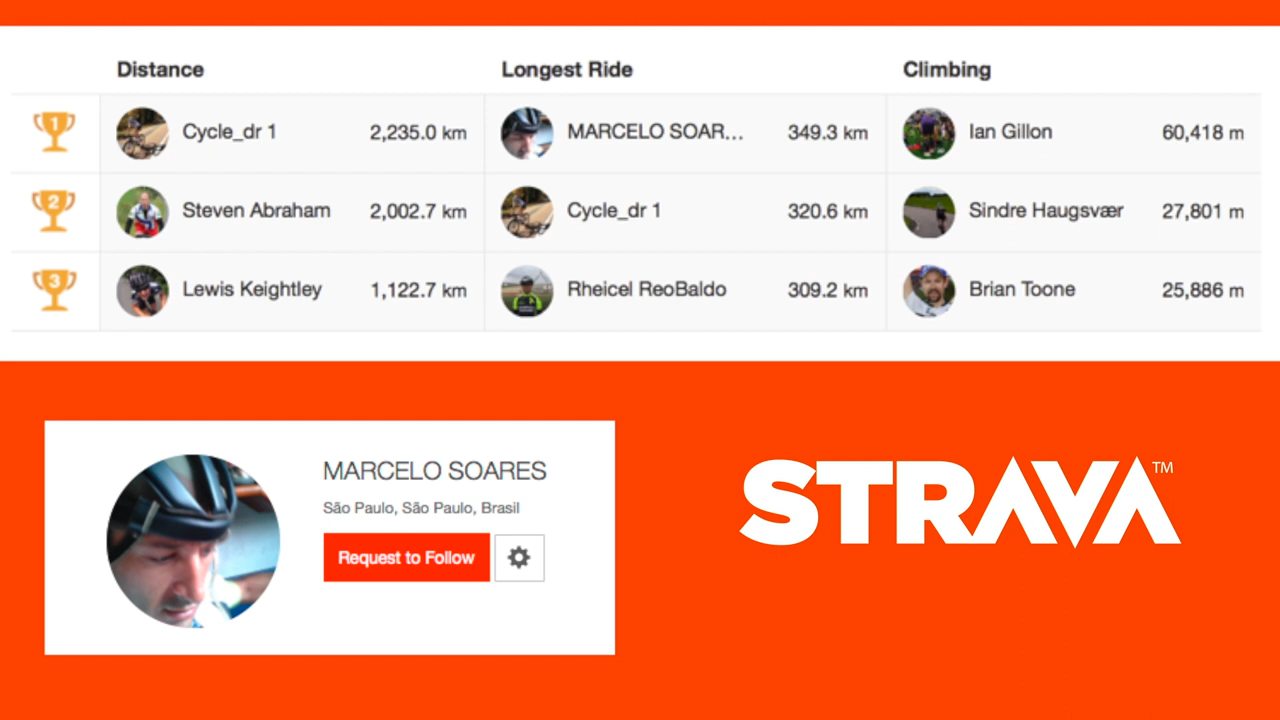 Distance Longest Ride Climbing
1 Cycle_dr 1 2,235.0 km MARCELO SOAR... 349.3 km Ian Gillon 60,418 m
2 Steven Abraham 2,002.7 km Cycle_dr 1 320.6 km Sindre Haugsvær 27,801 m
3 Lewis Keightley 1,122.7 km Rheicel ReoBaldo 309.2 km Brian Toone 25,886 m
MARCELO SOARES
São Paulo, São Paulo, Brasil
Request to Follow
STRAVA™